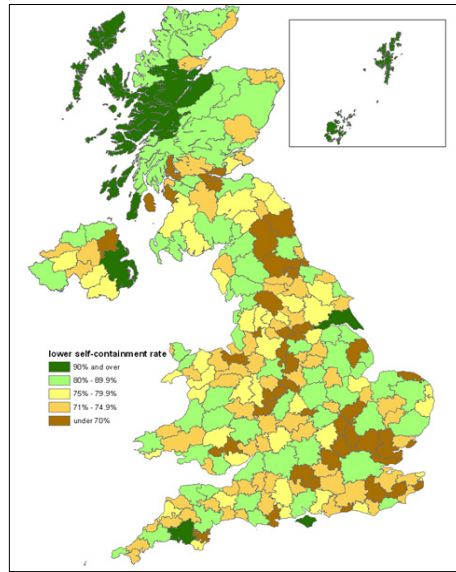 lower self-containment rate
90% and over
80% - 89.9%
75% - 79.9%
71% - 74.9%
under 70%